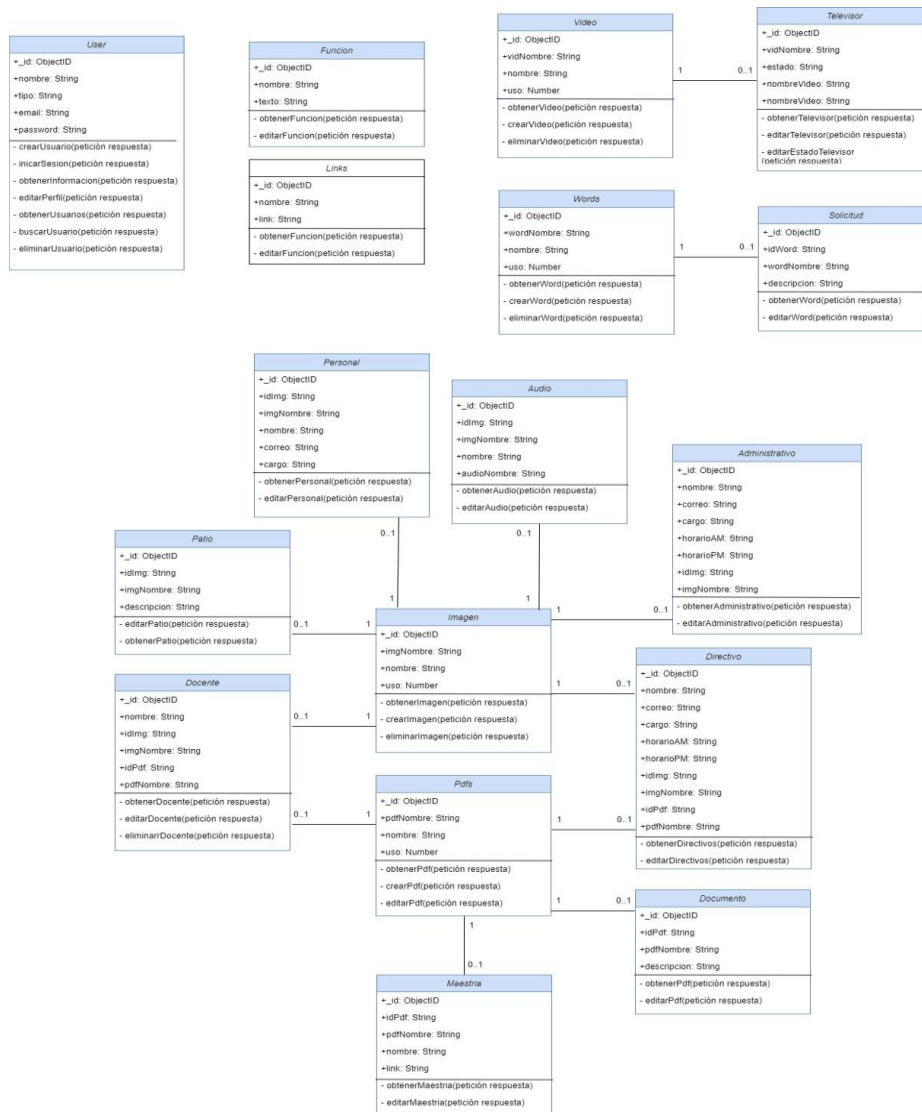 User
+_id: ObjectID
+nombre: String
+tipo: String
+email: String
+password: String
- crearUsuario(petición respuesta)
- inicarSesion(petición respuesta)
- obtenerInformacion(petición respuesta)
- editarPerfil(petición respuesta)
- obtenerUsuarios(petición respuesta)
- buscarUsuario(petición respuesta)
- eliminarUsuario(petición respuesta)
Funcion
+_id: ObjectID
+nombre: String
+texto: String
- obtenerFuncion(petición respuesta)
- editarFuncion(petición respuesta)
Links
+_id: ObjectID
+nombre: String
+link: String
- obtenerFuncion(petición respuesta)
- editarFuncion(petición respuesta)
Video
+_id: ObjectID
+vidNombre: String
+nombre: String
+uso: Number
- obtenerVideo(petición respuesta)
- crearVideo(petición respuesta)
- eliminarVideo(petición respuesta)
1
0..1
Televisor
+_id: ObjectID
+vidNombre: String
+estado: String
+nombreVideo: String
+nombreVideo: String
- obtenerTelevisor(petición respuesta)
- editarTelevisor(petición respuesta)
- editarEstadoTelevisor
(petición respuesta)
Words
+_id: ObjectID
+wordNombre: String
+nombre: String
+uso: Number
- obtenerWord(petición respuesta)
- crearWord(petición respuesta)
- eliminarWord(petición respuesta)
1
0..1
Solicitud
+_id: ObjectID
+idWord: String
+wordNombre: String
+descripcion: String
- obtenerWord(petición respuesta)
- editarWord(petición respuesta)
Personal
+_id: ObjectID
+idImg: String
+imgNombre: String
+nombre: String
+correo: String
+cargo: String
- obtenerPersonal(petición respuesta)
- editarPersonal(petición respuesta)
0..1
1
Audio
+_id: ObjectID
+idImg: String
+imgNombre: String
+nombre: String
+audioNombre: String
- obtenerAudio(petición respuesta)
- editarAudio(petición respuesta)
0..1
1
Administrativo
+_id: ObjectID
+nombre: String
+correo: String
+cargo: String
+horarioAM: String
+horarioPM: String
+idImg: String
+imgNombre: String
- obtenerAdministrativo(petición respuesta)
- editarAdministrativo(petición respuesta)
Patio
+_id: ObjectID
+idImg: String
+imgNombre: String
+descripcion: String
- editarPatio(petición respuesta)
- obtenerPatio(petición respuesta)
0..1
1
Imagen
+_id: ObjectID
+imgNombre: String
+nombre: String
+uso: Number
- obtenerImagen(petición respuesta)
- crearImagen(petición respuesta)
- eliminarImagen(petición respuesta)
1
0..1
1
0..1
Directivo
+_id: ObjectID
+nombre: String
+correo: String
+cargo: String
+horarioAM: String
+horarioPM: String
+idImg: String
+imgNombre: String
+idPdf: String
+pdfNombre: String
- obtenerDirectivos(petición respuesta)
- editarDirectivos(petición respuesta)
Docente
+_id: ObjectID
+nombre: String
+idImg: String
+imgNombre: String
+idPdf: String
+pdfNombre: String
- obtenerDocente(petición respuesta)
- editarDocente(petición respuesta)
- eliminarrDocente(petición respuesta)
0..1
1
0..1
1
Pdfs
+_id: ObjectID
+pdfNombre: String
+nombre: String
+uso: Number
- obtenerPdf(petición respuesta)
- crearPdf(petición respuesta)
- editarPdf(petición respuesta)
1
0..1
1
0..1
Documento
+_id: ObjectID
+idPdf: String
+pdfNombre: String
+descripcion: String
- obtenerPdf(petición respuesta)
- editarPdf(petición respuesta)
1
0..1
Maestria
+_id: ObjectID
+idPdf: String
+pdfNombre: String
+nombre: String
+link: String
- obtenerMaestria(petición respuesta)
- editarMaestria(petición respuesta)